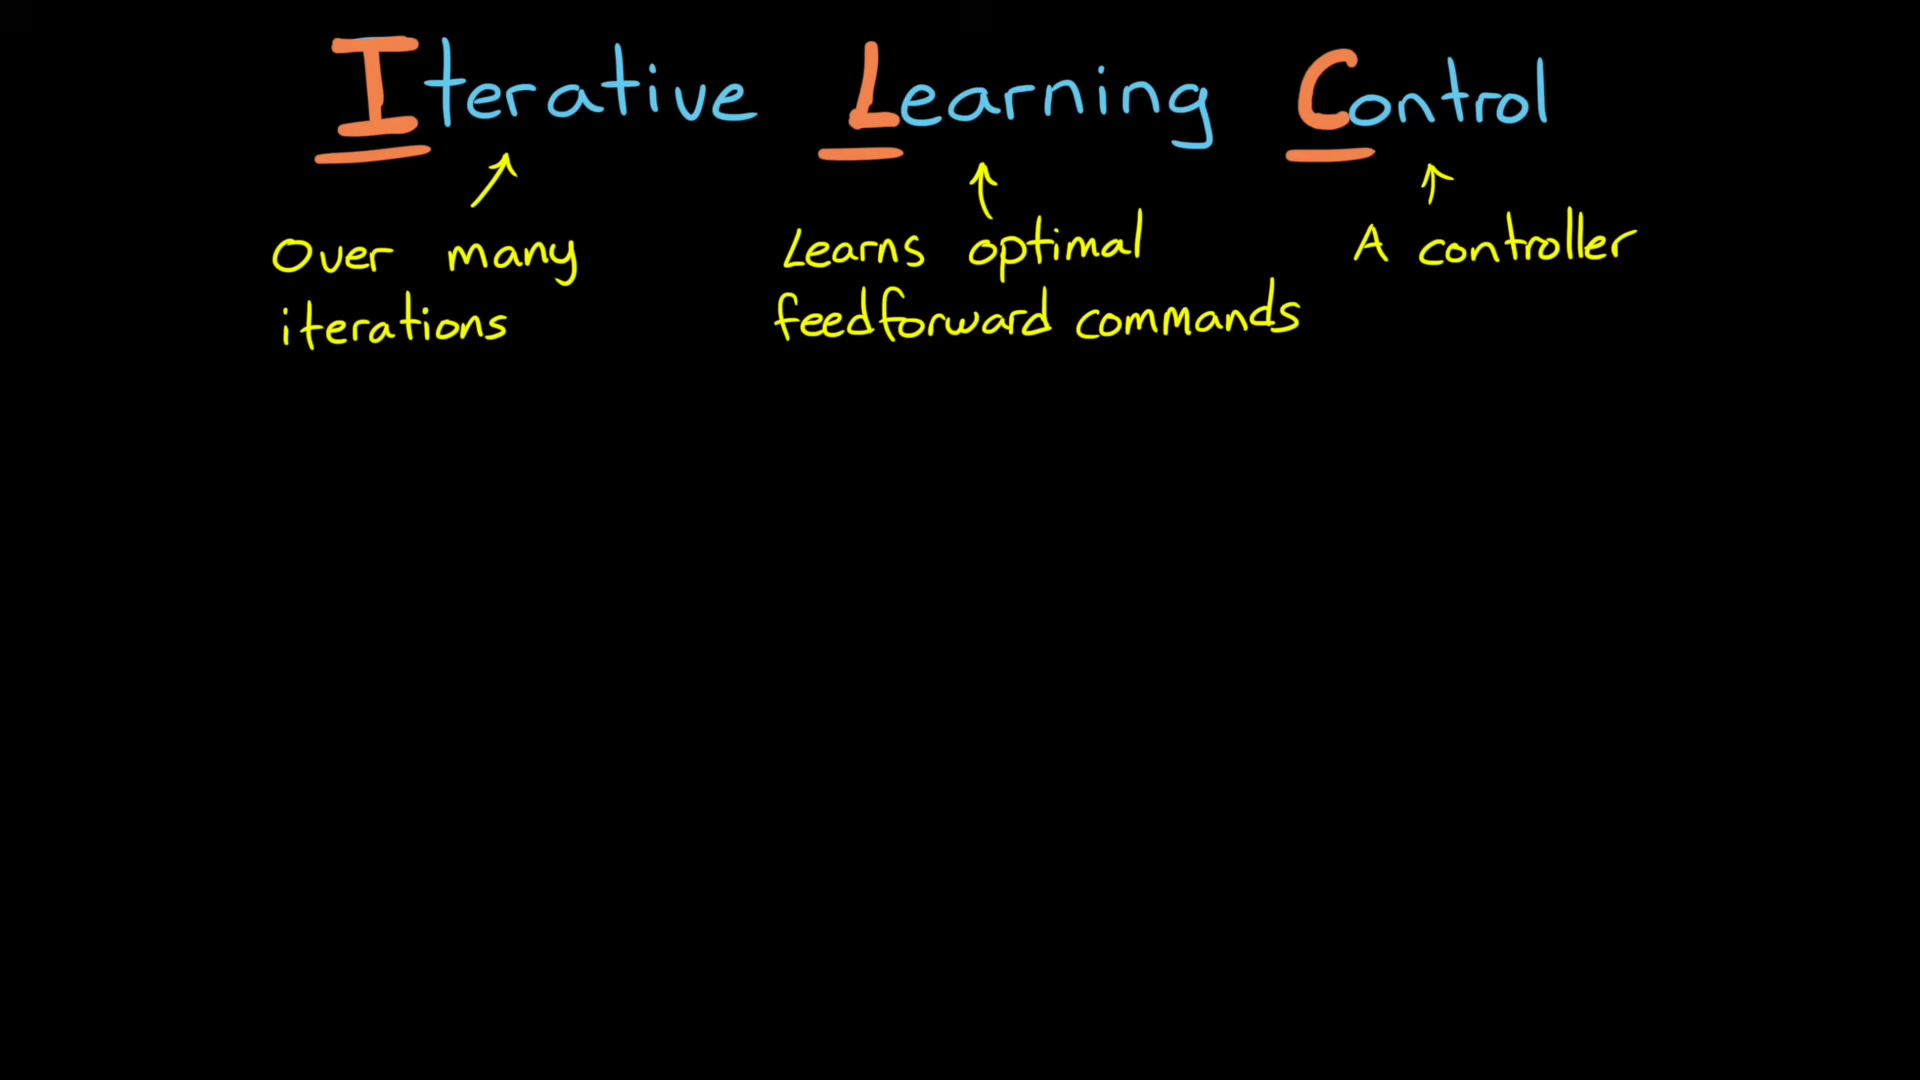 Iterative Learning Control
Over many
iterations
Learns optimal
feedforward commands
A controller